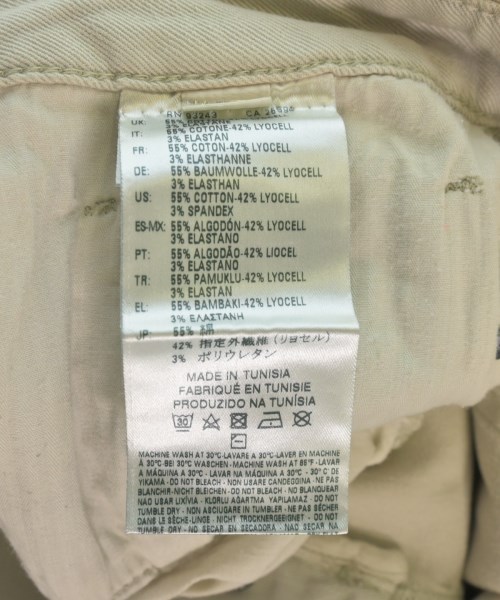 UK: 55%
IT: 55% COTONE-42% LYOCELL
3% ELASTAN
FR: 55% COTON-42% LYOCELL
3% ELASTHANNE
DE: 55% BAUMWOLLE-42% LYOCELL
3% ELASTHAN
US: 55% COTTON-42% LYOCELL
3% SPANDEX
ES-MX: 55% ALGODÓN-42% LYOCELL
3% ELASTANO
PT: 55% ALGODÃO-42% LIOCEL
3% ELASTANO
TR: 55% PAMUKLU-42% LYOCELL
3% ELASTAN
EL: 55% BAMBAKI-42% LYOCELL
3% ΕΛΑΣΤΑΝΗ
JP: 55% 綿
42% 指定外繊維 (リヨセル)
3% ポリウレタン
MADE IN TUNISIA
FABRIQUÉ EN TUNISIE
PRODUZIDO NA TUNÍSIA
30
MACHINE WASH AT 30°C-LAVARE A 30°C-LAVER EN MACHINE
À 30°C-BEI 30°C WASCHEN-MACHINE WASH AT 85°F-LAVAR
A MÁQUINA A 30°C-LAVAR À MÁQUINA A 30°C - 30°C' DE
YIKAMA - DO NOT BLEACH - NON USARE CANDEGGINA - NE PAS
BLANCHIR-NICHT BLEICHEN - DO NOT BLEACH-NO BLANQUEAR
NÃO USAR LIXÍVIA - KLORLU AGARTMA YAPILAMAZ - DO NOT
TUMBLE DRY - NON ASCIUGARE IN TUMBLER - NE PAS SÉCHER
DANS LE SÈCHE-LINGE - NICHT TROCKNERGEEIGNET - DO NOT
TUMBLE DRY - NO SECAR EN SECADORA - NÃO SECAR NA